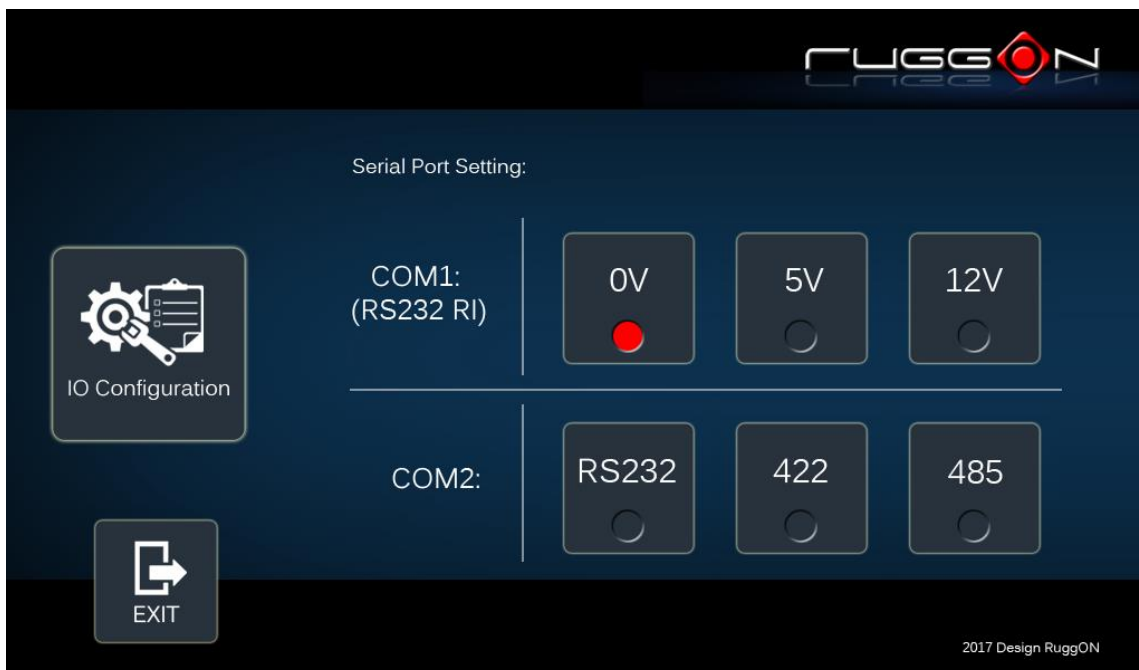 ruggON
Serial Port Setting:
COM1:
(RS232 RI)
0V
5V
12V
IO Configuration
COM2:
RS232
422
485
EXIT
2017 Design RuggON